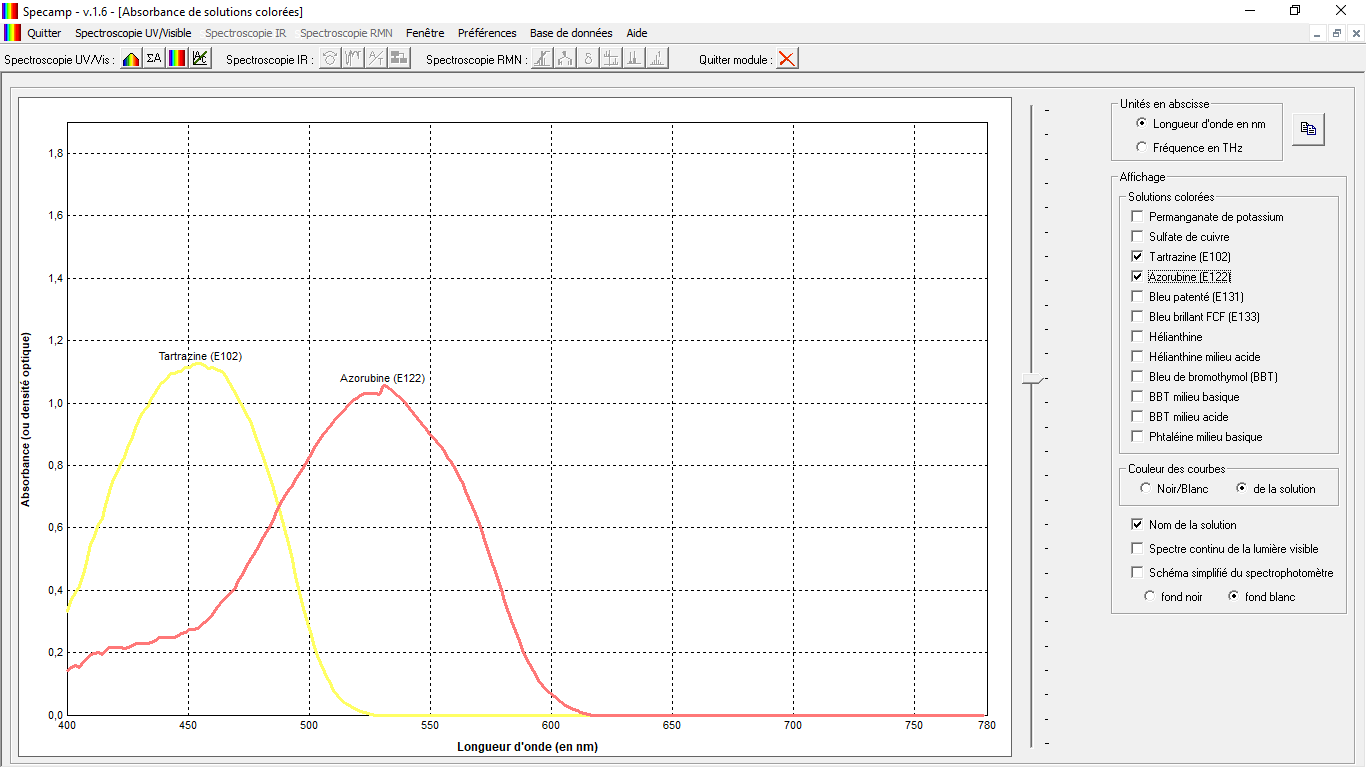 Specamp - v.1.6 - [Absorbance de solutions colorées]
Quitter Spectroscopie UV/Visible Spectroscopie IR Spectroscopie RMN Fenêtre Préférences Base de données Aide
Spectroscopie UV/Vis : ΣA AC Spectroscopie IR : A/T Spectroscopie RMN : δ Quitter module :
Absorbance (ou densité optique)
1,8
1,6
1,4
1,2
1,0
0,8
0,6
0,4
0,2
0,0
Tartrazine (E102)
Azorubine (E122)
400 450 500 550 600 650 700 750 780
Longueur d'onde (en nm)
Unités en abscisse
Longueur d'onde en nm
Fréquence en THz
Affichage
Solutions colorées
Permanganate de potassium
Sulfate de cuivre
Tartrazine (E102)
Azorubine (E122)
Bleu patenté (E131)
Bleu brillant FCF (E133)
Hélianthine
Hélianthine milieu acide
Bleu de bromothymol (BBT)
BBT milieu basique
BBT milieu acide
Phtaléine milieu basique
Couleur des courbes
Noir/Blanc de la solution
Nom de la solution
Spectre continu de la lumière visible
Schéma simplifié du spectrophotomètre
fond noir fond blanc